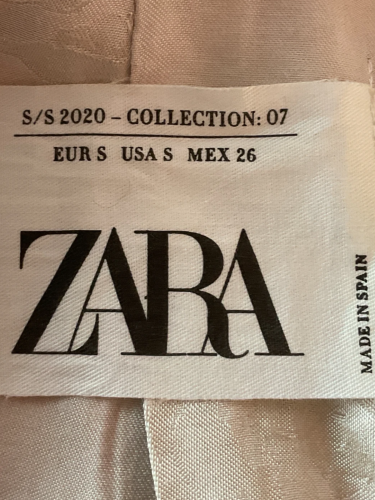 S/S 2020 – COLLECTION: 07
EUR S USA S MEX 26
ZARA
MADE IN SPAIN